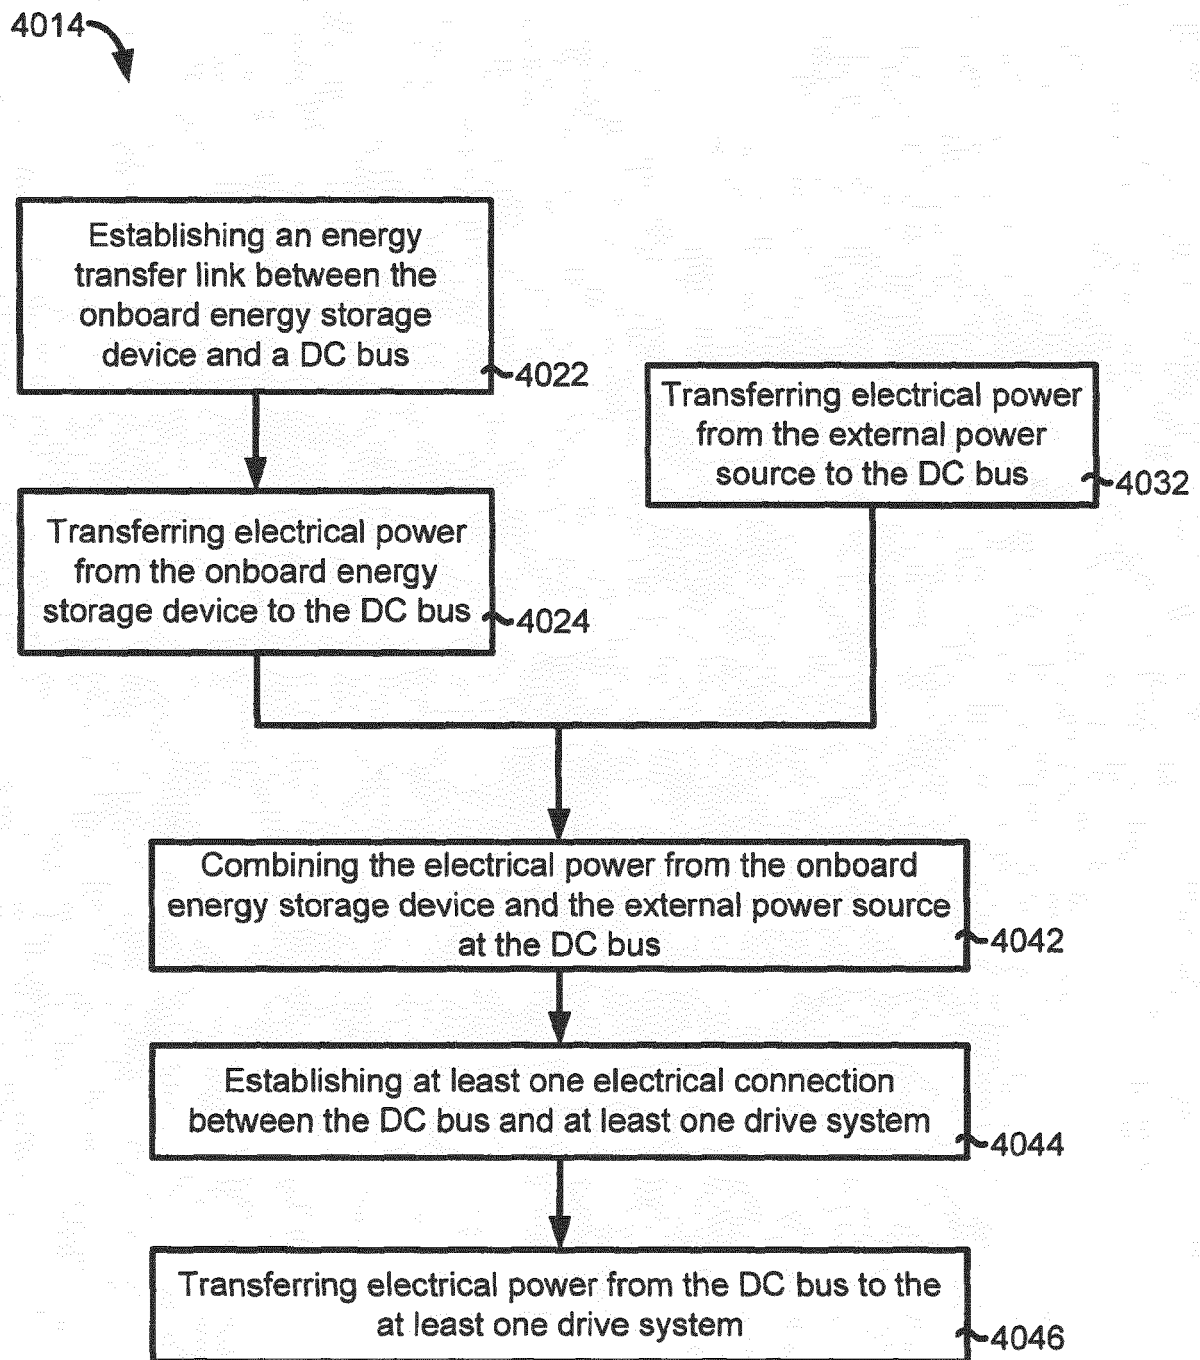 4014
Establishing an energy
transfer link between the
onboard energy storage
device and a DC bus
4022
Transferring electrical power
from the external power
source to the DC bus
4032
Transferring electrical power
from the onboard energy
storage device to the DC bus
4024
Combining the electrical power from the onboard
energy storage device and the external power source
at the DC bus
4042
Establishing at least one electrical connection
between the DC bus and at least one drive system
4044
Transferring electrical power from the DC bus to the
at least one drive system
4046